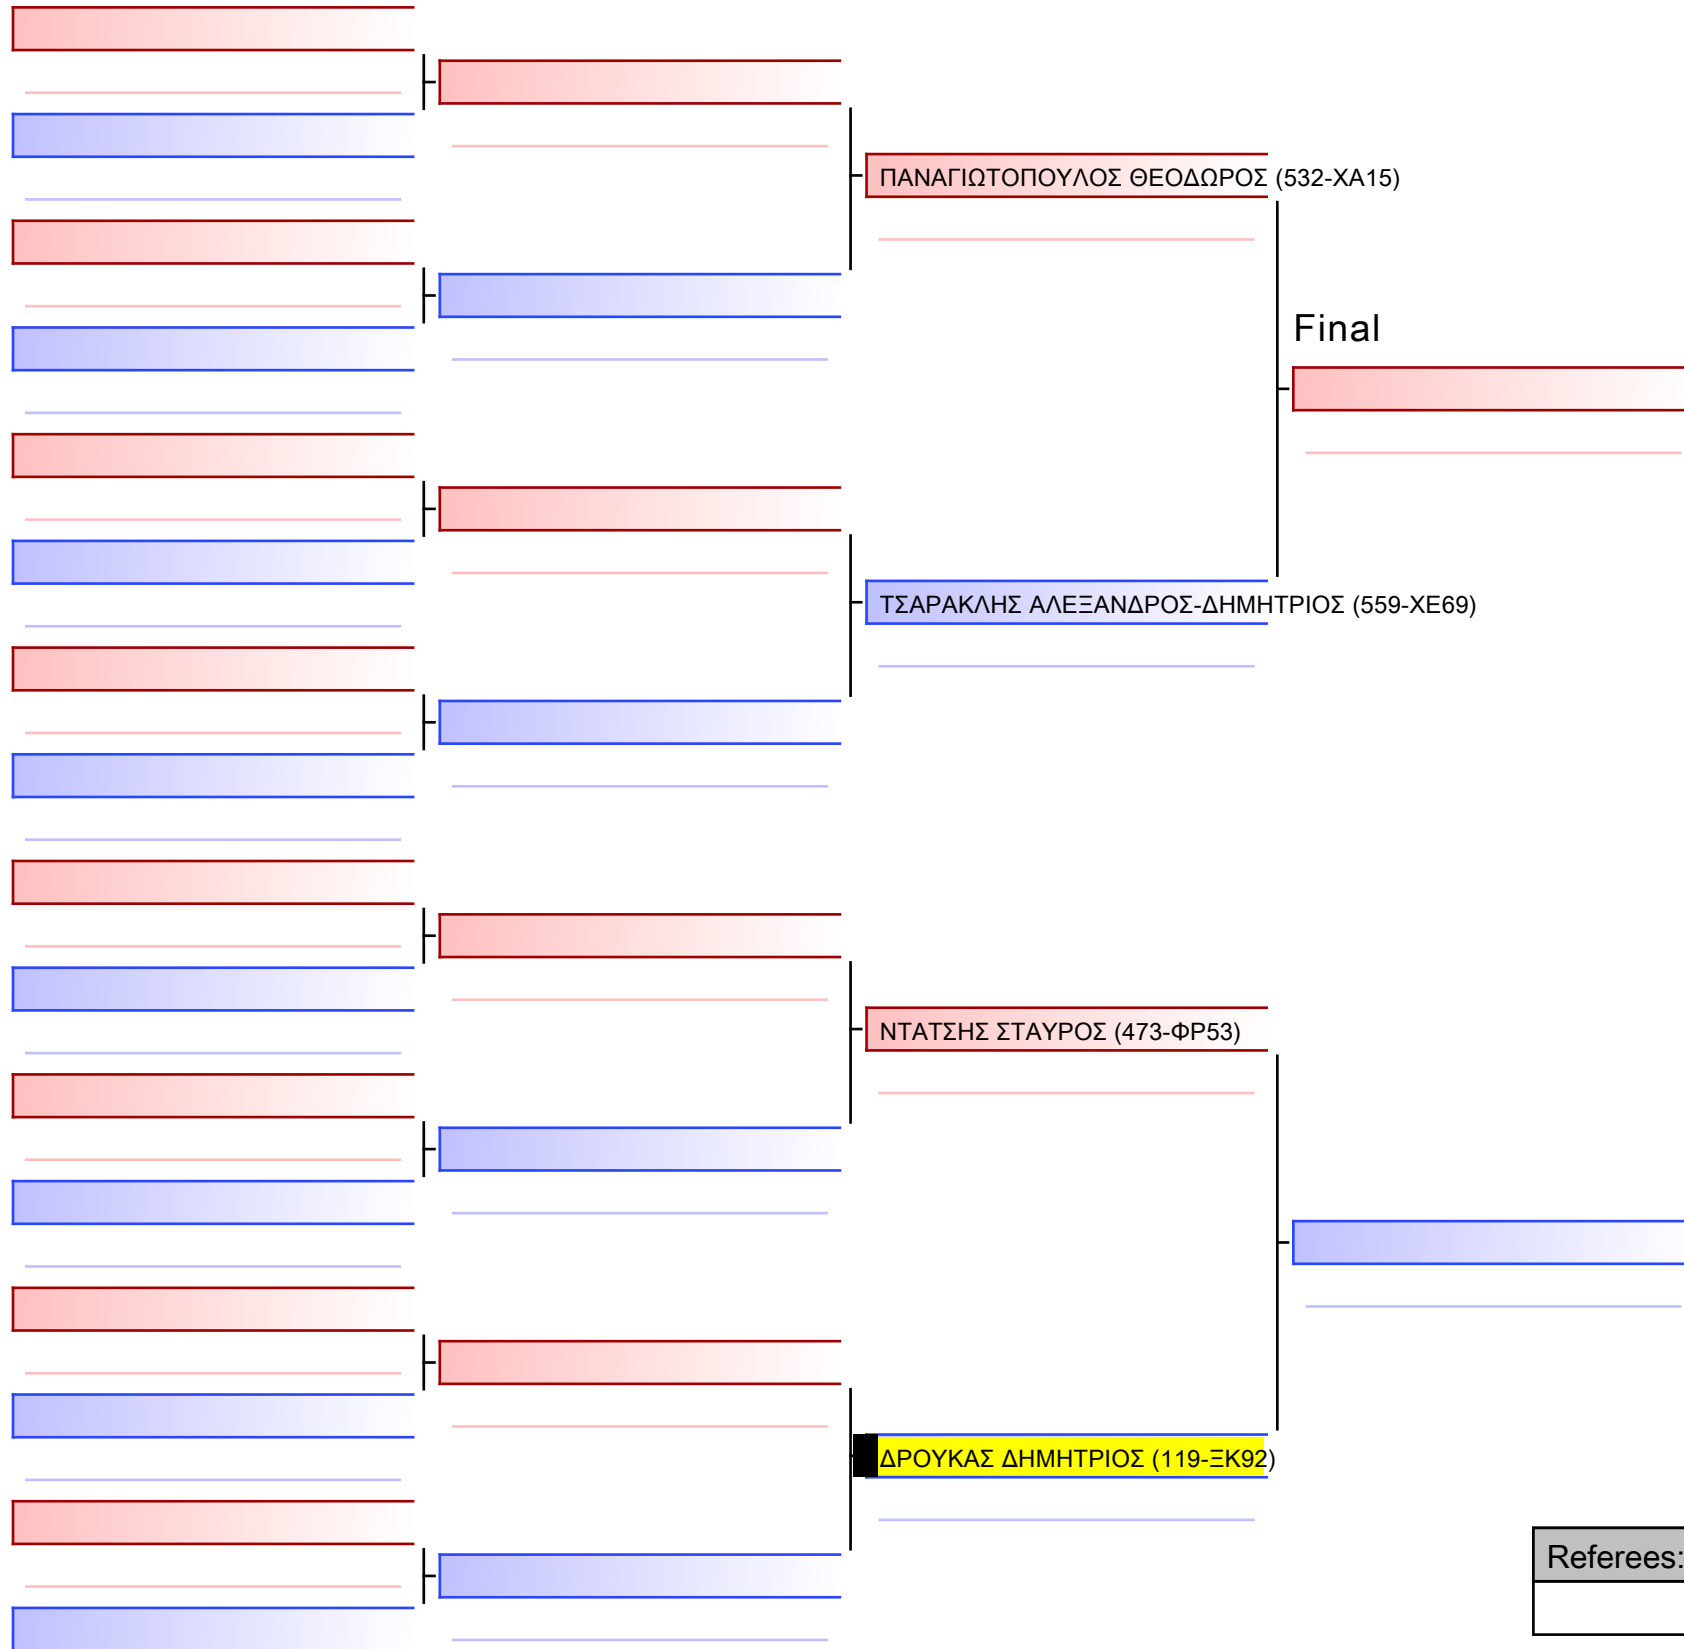 ΠΑΝΑΓΙΩΤΟΠΟΥΛΟΣ ΘΕΟΔΩΡΟΣ (532-ΧΑ15)
Final
ΤΣΑΡΑΚΛΗΣ ΑΛΕΞΑΝΔΡΟΣ-ΔΗΜΗΤΡΙΟΣ (559-ΧΕ69)
ΝΤΑΤΣΗΣ ΣΤΑΥΡΟΣ (473-ΦΡ53)
ΔΡΟΥΚΑΣ ΔΗΜΗΤΡΙΟΣ (119-ΞΚ92)
Referees: